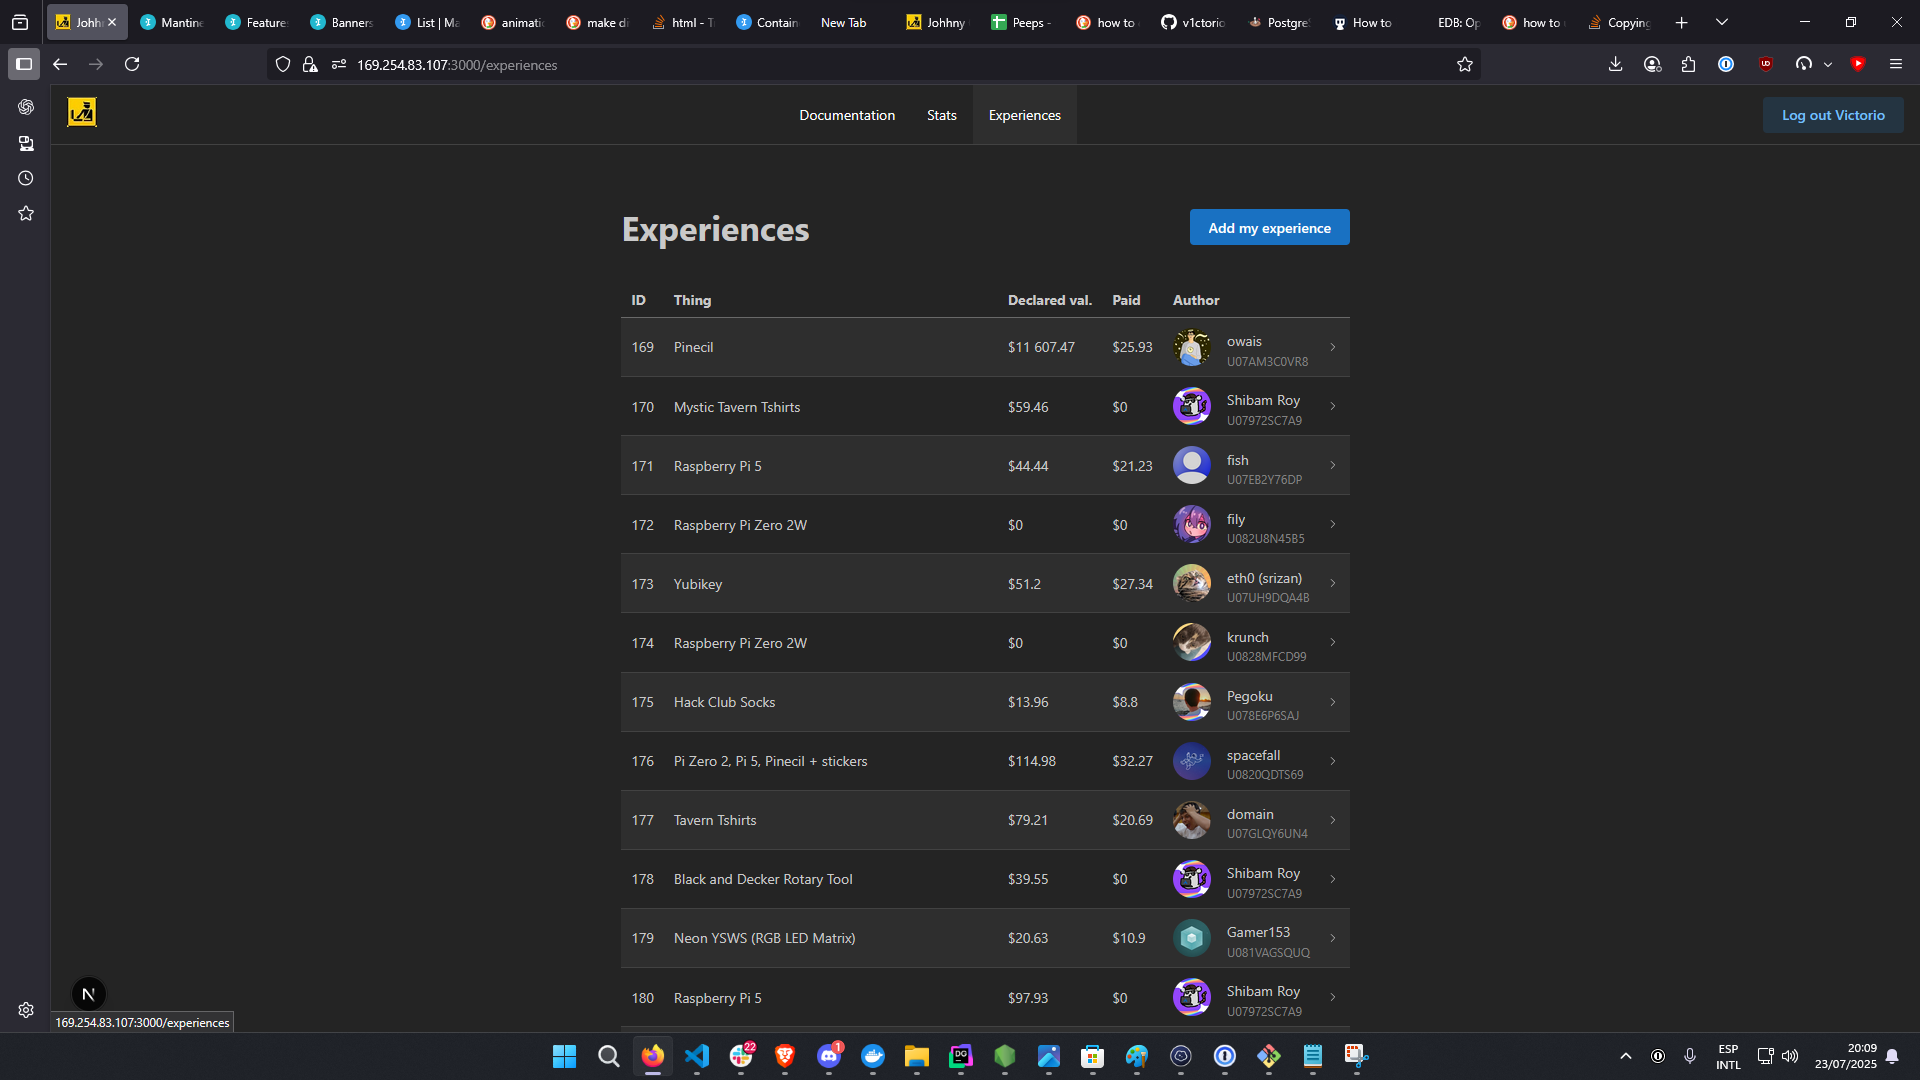 Johhn
Mantine
Feature
Banners
List | Ma
animatio
make di
html - T
Contain
New Tab
Johhny
Peeps -
how to
v1ctorio
PostgreS
How to
EDB: Op
how to
Copying
169.254.83.107:3000/experiences
Documentation Stats Experiences
Log out Victorio
Experiences
Add my experience
ID Thing Declared val. Paid Author
169 Pinecil $11 607.47 $25.93 owais
U07AM3C0VR8
170 Mystic Tavern Tshirts $59.46 $0 Shibam Roy
U07972SC7A9
171 Raspberry Pi 5 $44.44 $21.23 fish
U07EB2Y76DP
172 Raspberry Pi Zero 2W $0 $0 fily
U082U8N45B5
173 Yubikey $51.2 $27.34 eth0 (srizan)
U07UH9DQA4B
174 Raspberry Pi Zero 2W $0 $0 krunch
U0828MFCD99
175 Hack Club Socks $13.96 $8.8 Pegoku
U078E6P6SAJ
176 Pi Zero 2, Pi 5, Pinecil + stickers $114.98 $32.27 spacefall
U0820QDTS69
177 Tavern Tshirts $79.21 $20.69 domain
U07GLQY6UN4
178 Black and Decker Rotary Tool $39.55 $0 Shibam Roy
U07972SC7A9
179 Neon YSWS (RGB LED Matrix) $20.63 $10.9 Gamer153
U081VAGSQUQ
180 Raspberry Pi 5 $97.93 $0 Shibam Roy
U07972SC7A9
N
169.254.83.107:3000/experiences
22
1
DG
ESP
INTL
20:09
23/07/2025